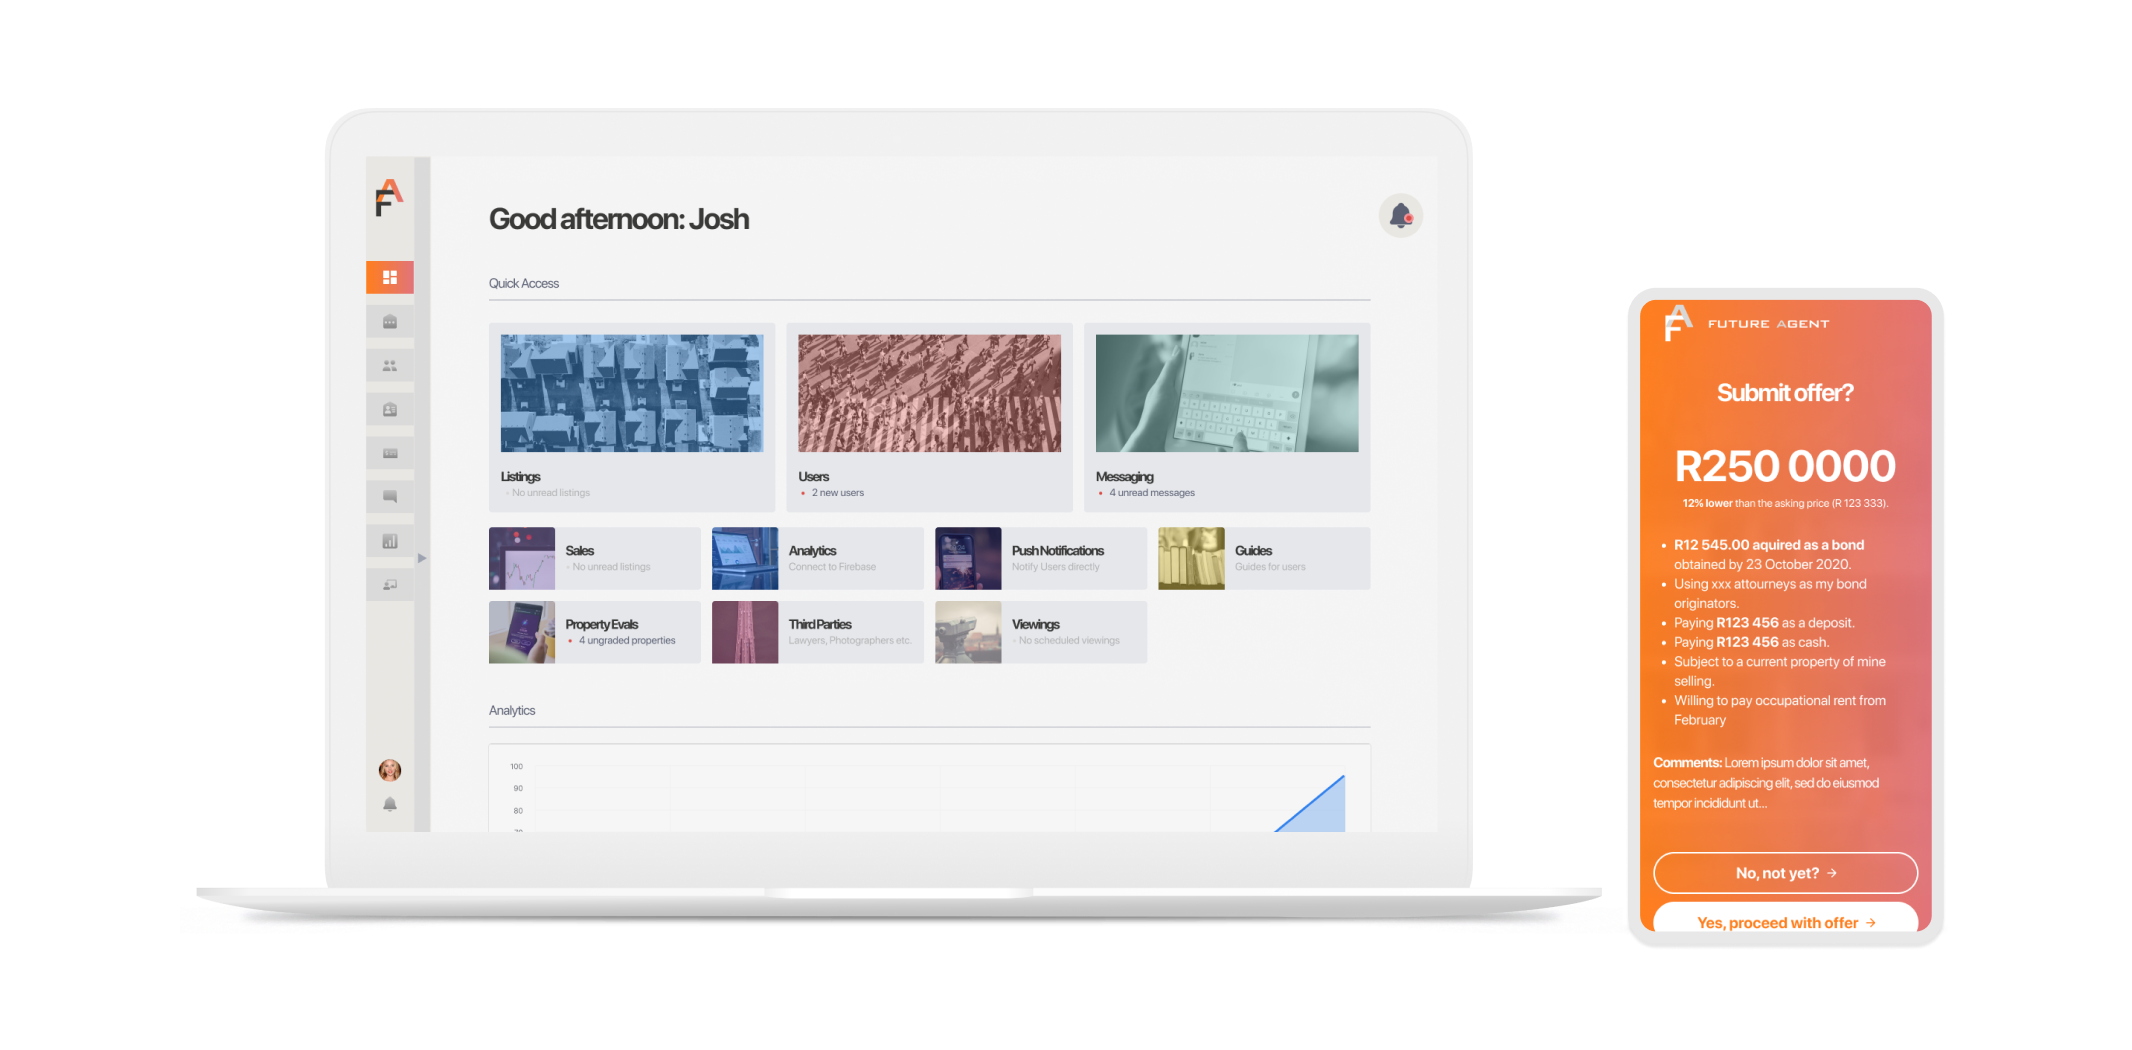 Good afternoon: Josh
Quick Access
Listings
No unread listings
Users
2 new users
Messaging
4 unread messages
Sales
No unread listings
Analytics
Connect to Firebase
Push Notifications
Notify Users directly
Guides
Guides for users
Property Evals
4 ungraded properties
Third Parties
Lawyers, Photographers etc.
Viewings
No scheduled viewings
Analytics
100
90
80
FUTURE AGENT
Submit offer?
R250 0000
12% lower than the asking price (R 123 333).
• R12 545.00 aquired as a bond
obtained by 23 October 2020.
• Using xxx attourneys as my bond
originators.
• Paying R123 456 as a deposit.
• Paying R123 456 as cash.
• Subject to a current property of mine
selling.
• Willing to pay occupational rent from
February
Comments: Lorem ipsum dolor sit amet,
consectetur adipiscing elit, sed do eiusmod
tempor incididunt ut...
No, not yet? →
Yes, proceed with offer →